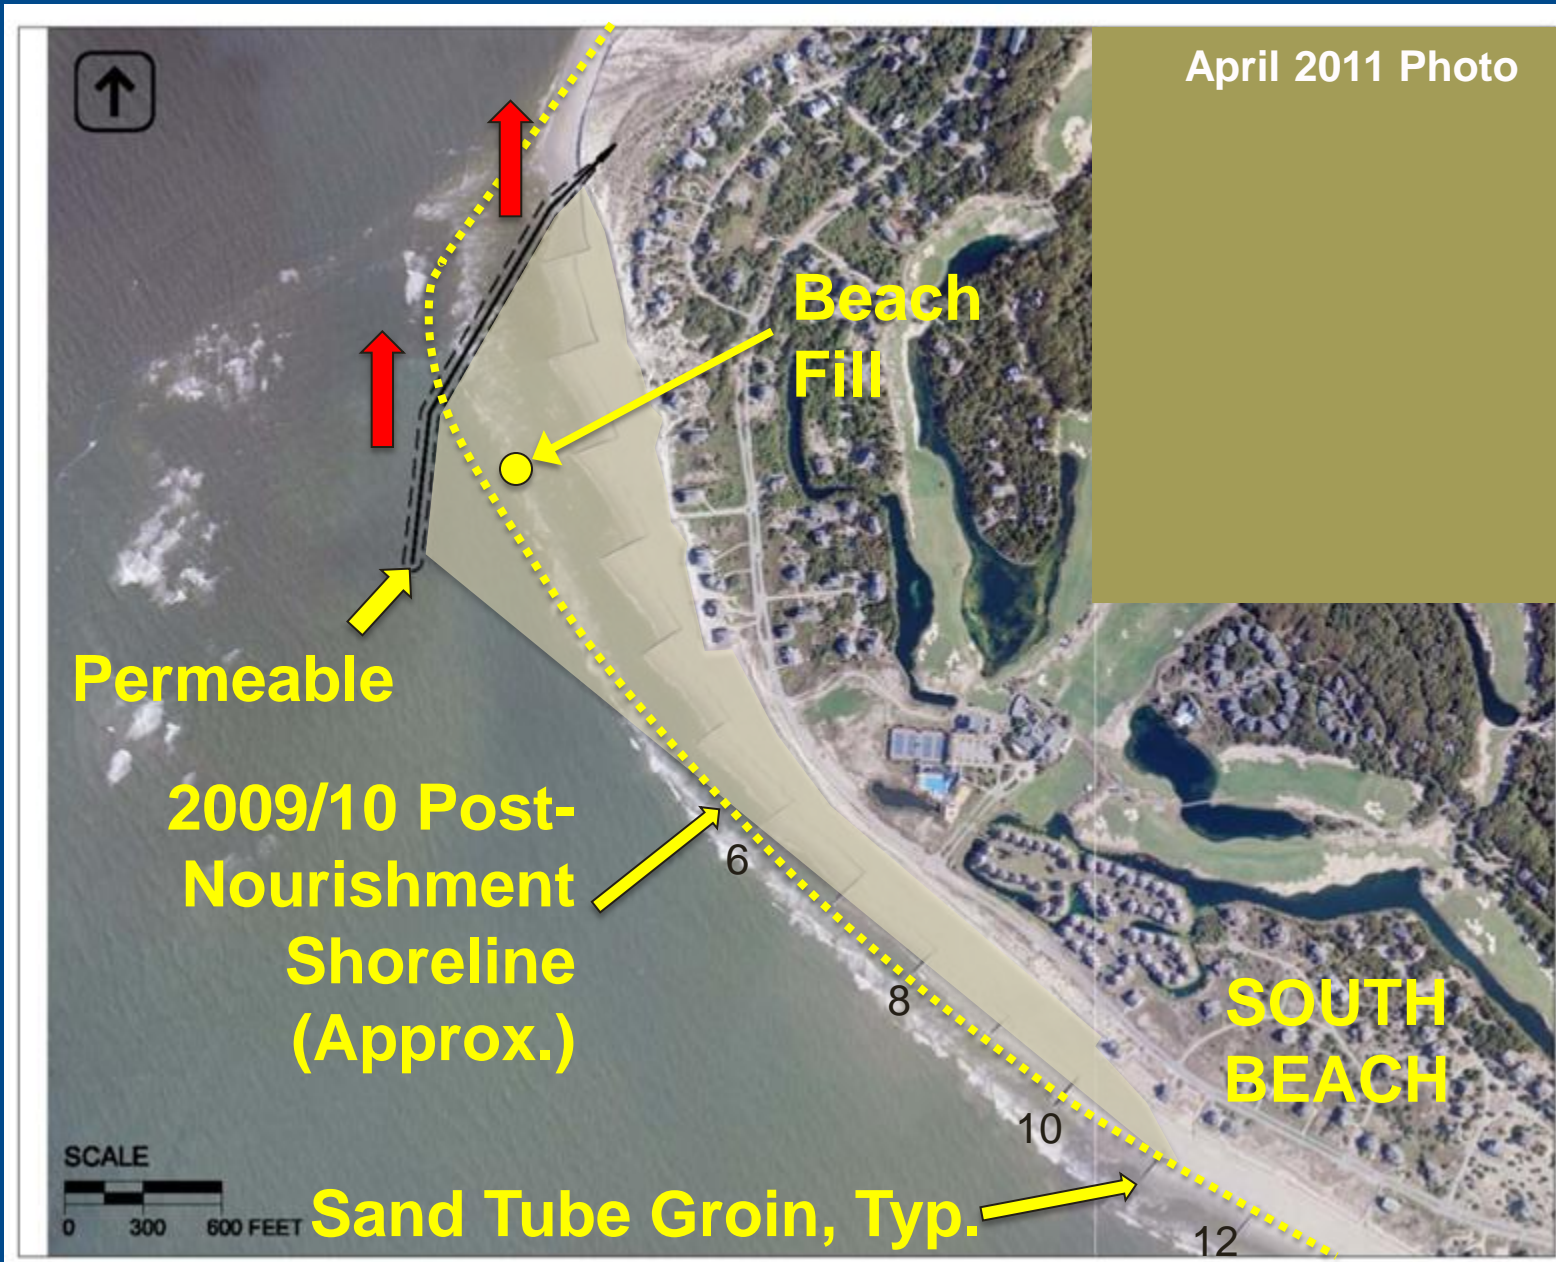 April 2011 Photo
Beach
Fill
Permeable
2009/10 Post-
Nourishment
Shoreline
(Approx.)
6
8
SOUTH
BEACH
10
SCALE
0 300 600 FEET
Sand Tube Groin, Typ.
12